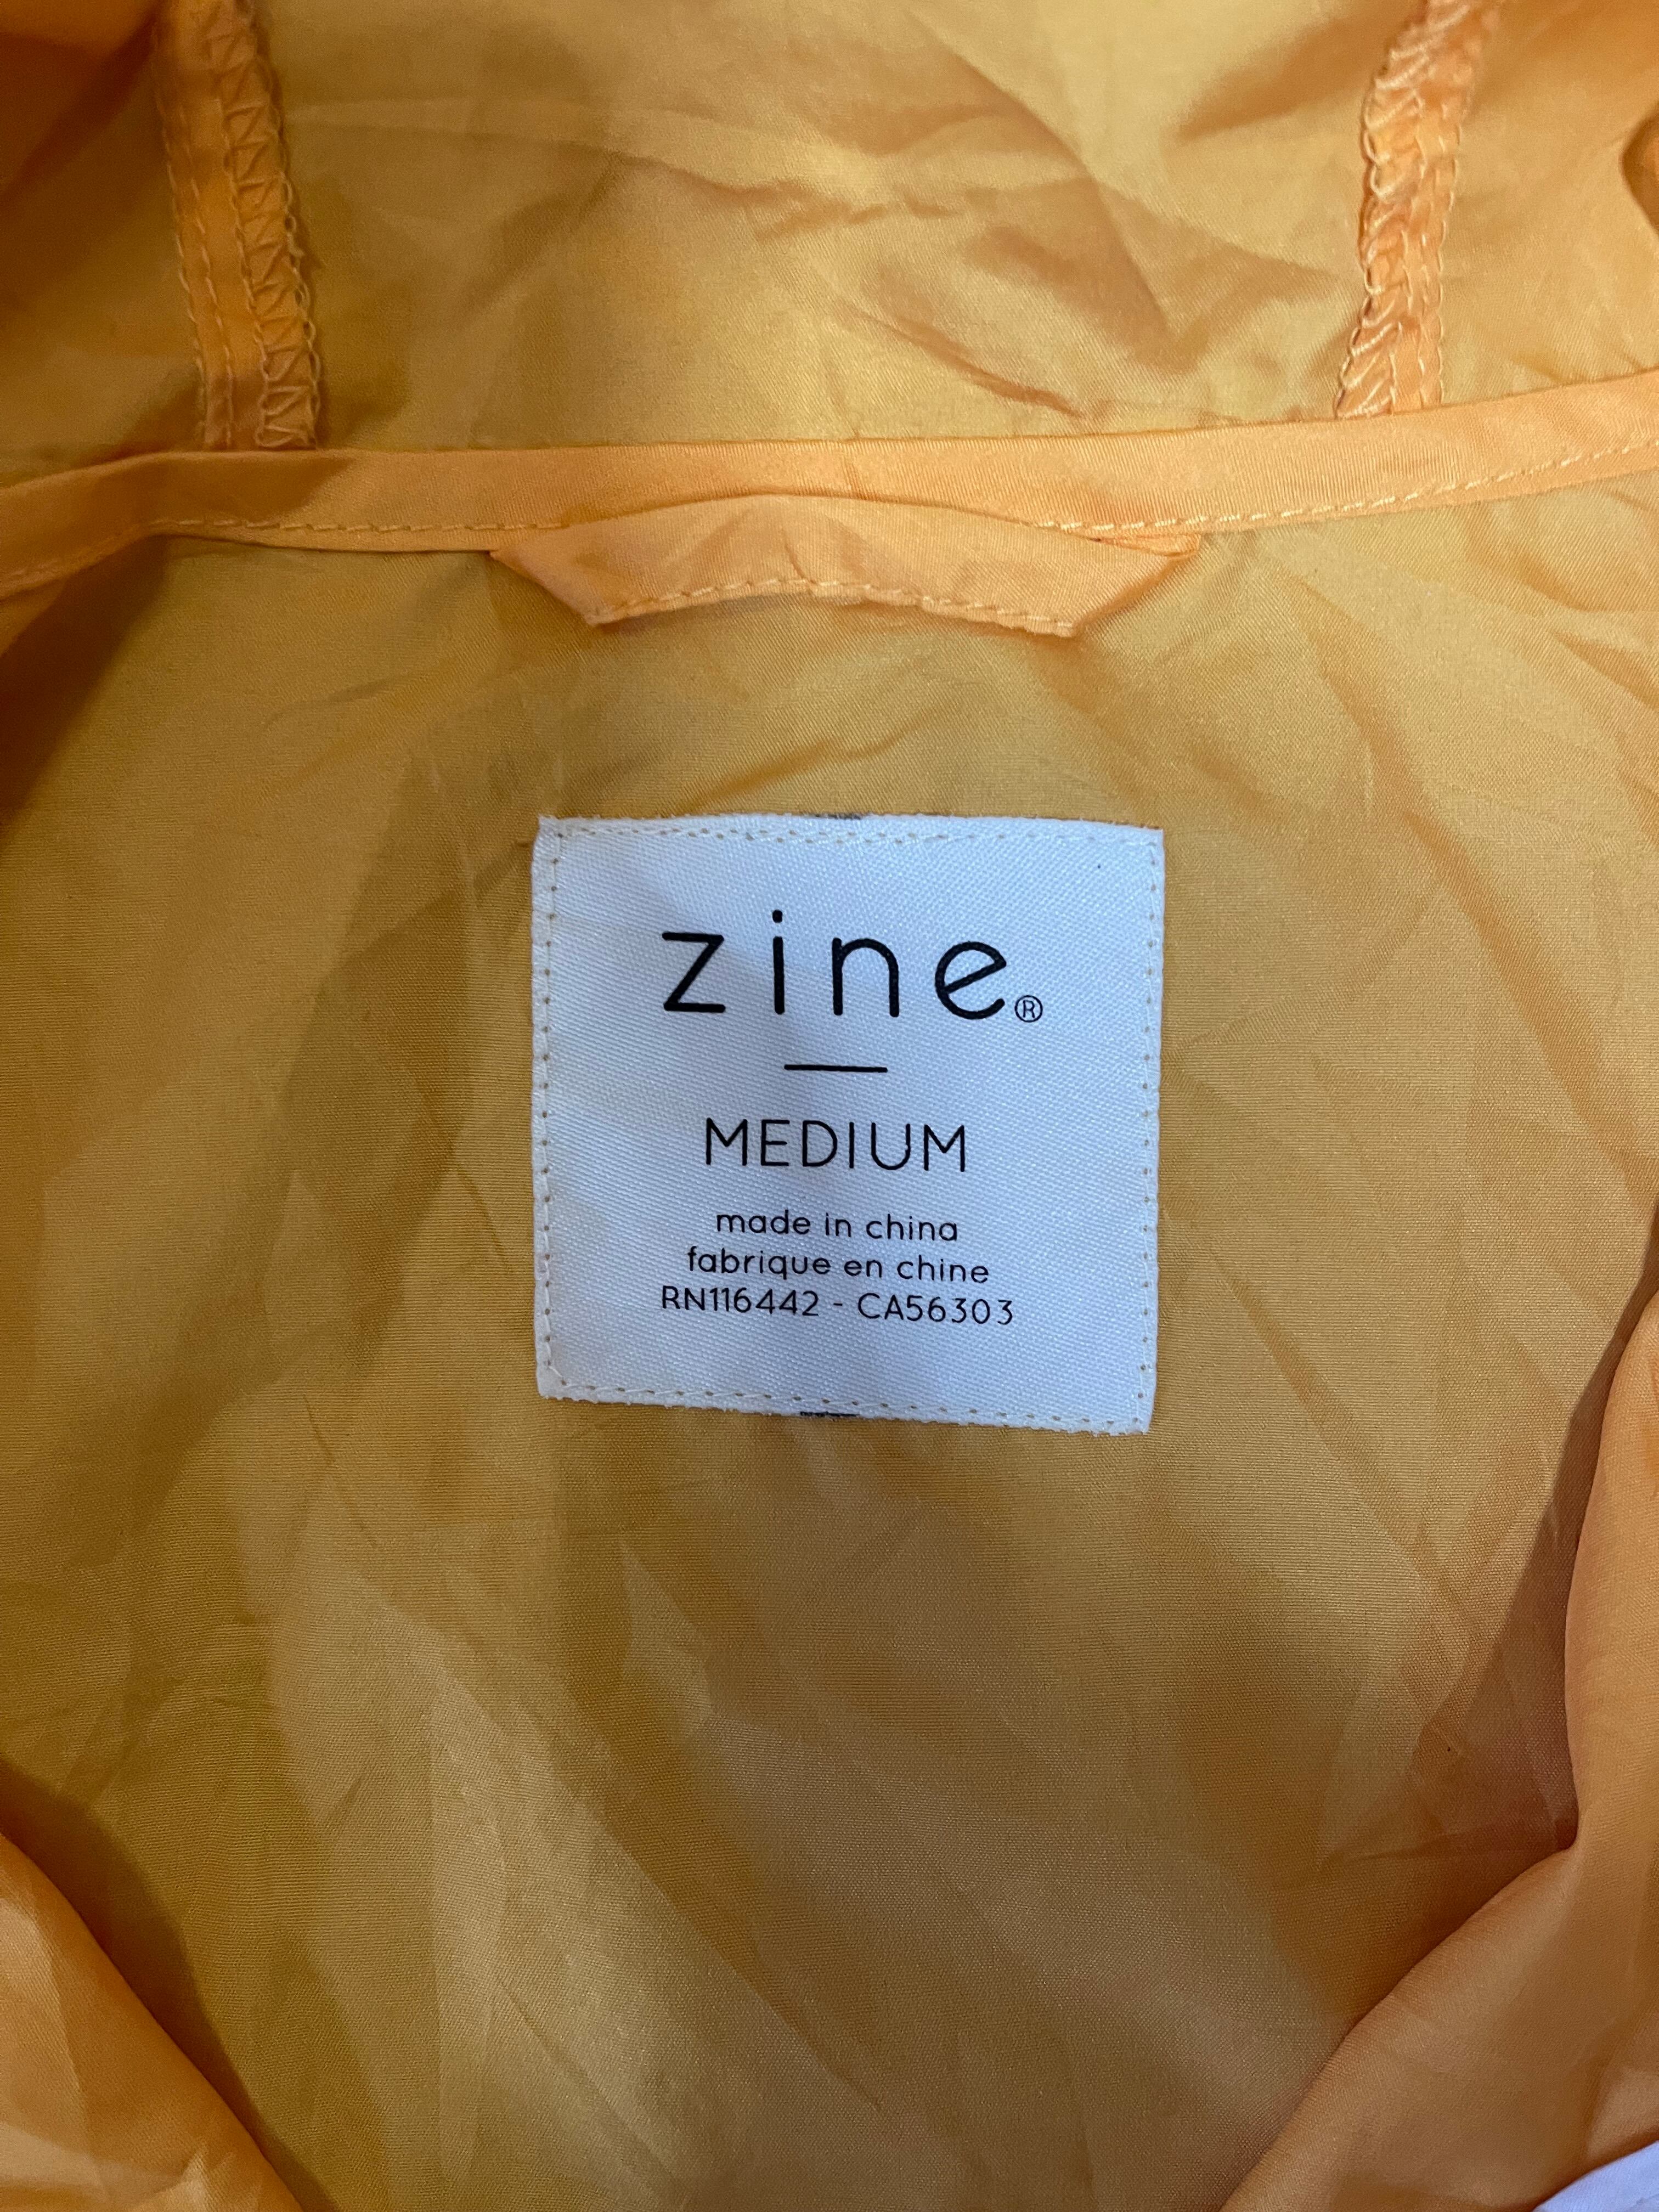 zine®
MEDIUM
made in china
fabrique en chine
RN116442 - CA56303